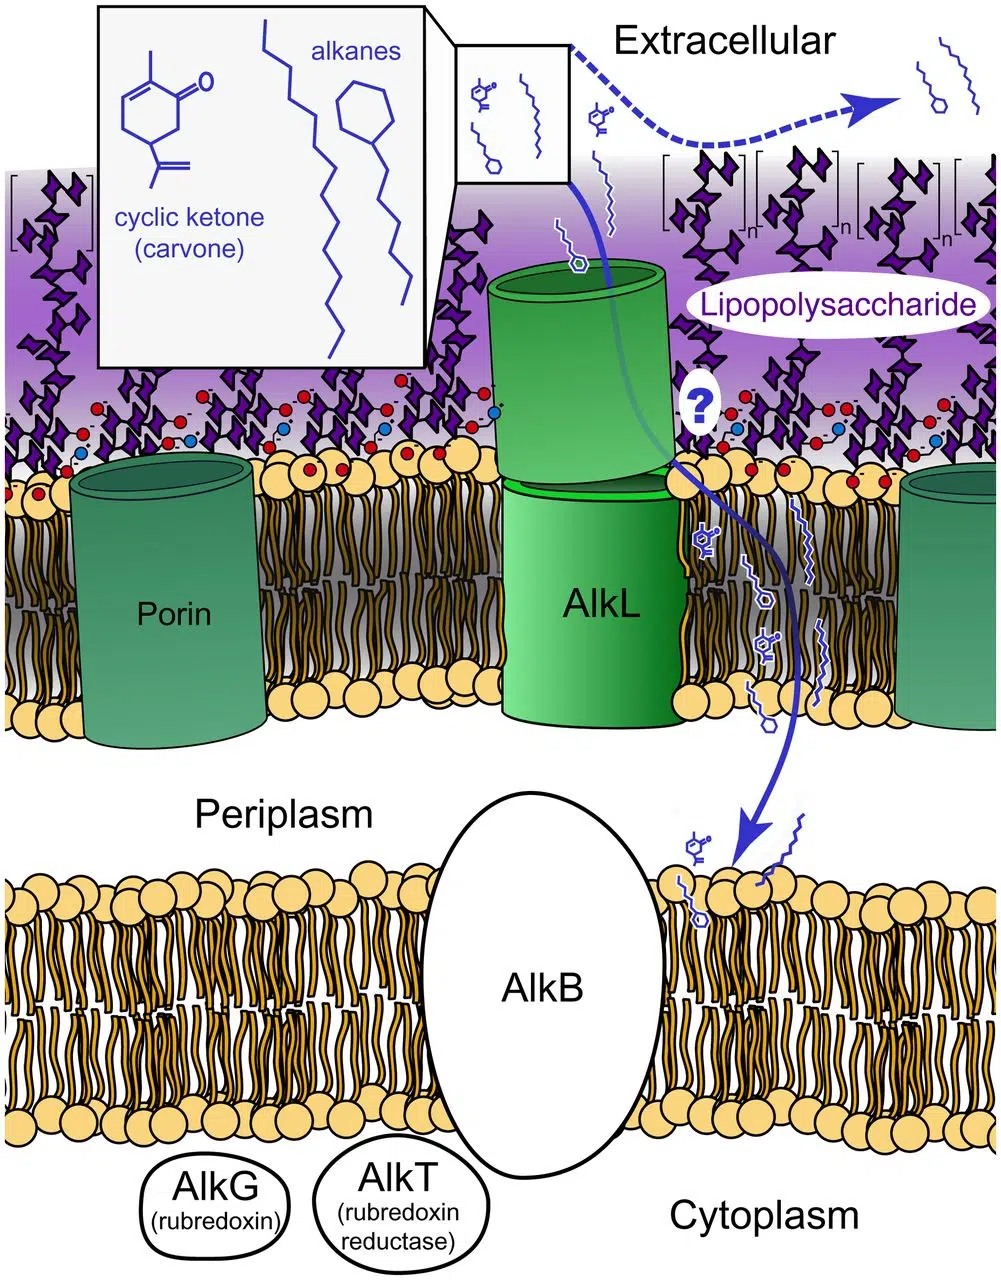 Extracellular
alkanes
O
O
O
cyclic ketone
(carvone)
n
n
n
Lipopolysaccharide
?
Porin
AlkL
Periplasm
AlkB
AlkG
(rubredoxin)
AlkT
(rubredoxin
reductase)
Cytoplasm